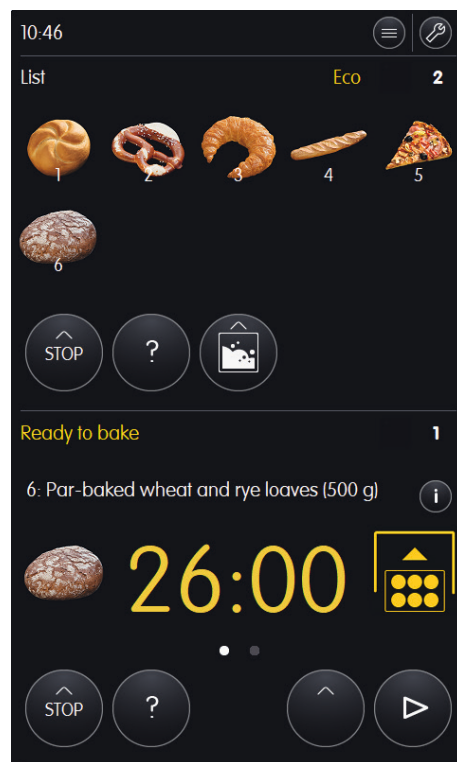 10:46
List Eco 2
1 2 3 4 5
6
STOP ?
Ready to bake 1
6: Par-baked wheat and rye loaves (500 g) i
26:00
STOP ?